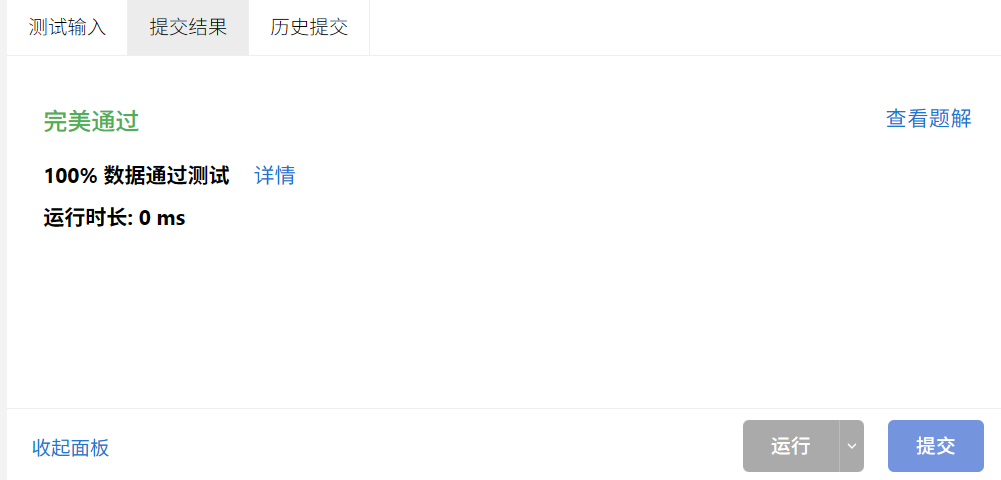 测试输入 提交结果 历史提交
完美通过 查看题解
100% 数据通过测试 详情
运行时长: 0 ms
收起面板 运行 提交